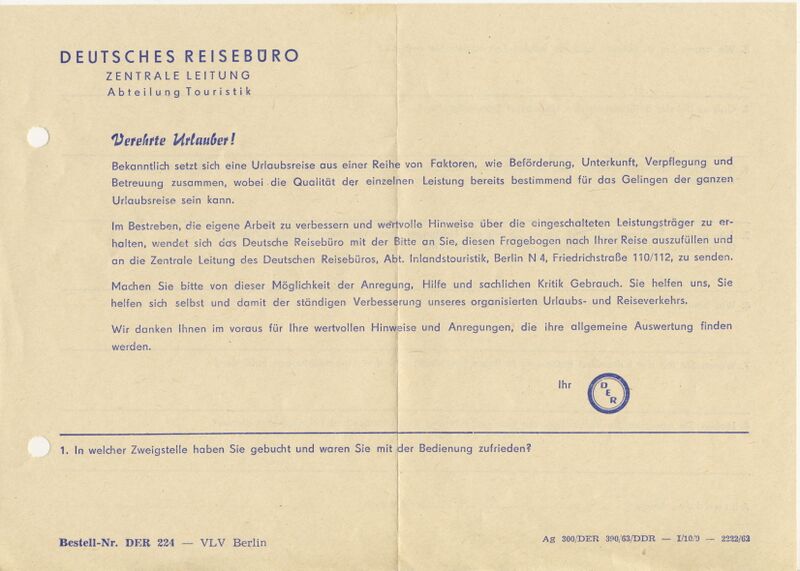 DEUTSCHES REISEBÜRO
ZENTRALE LEITUNG
Abteilung Touristik
Verehrte Urlauber!
Bekanntlich setzt sich eine Urlaubsreise aus einer Reihe von Faktoren, wie Beförderung, Unterkunft, Verpflegung und
Betreuung zusammen, wobei die Qualität der einzelnen Leistung bereits bestimmend für das Gelingen der ganzen
Urlaubsreise sein kann.
Im Bestreben, die eigene Arbeit zu verbessern und wertvolle Hinweise über die eingeschalteten Leistungsträger zu er-
halten, wendet sich das Deutsche Reisebüro mit der Bitte an Sie, diesen Fragebogen nach Ihrer Reise auszufüllen und
an die Zentrale Leitung des Deutschen Reisebüros, Abt. Inlandstouristik, Berlin N 4, Friedrichstraße 110/112, zu senden.
Machen Sie bitte von dieser Möglichkeit der Anregung, Hilfe und sachlichen Kritik Gebrauch. Sie helfen uns, Sie
helfen sich selbst und damit der ständigen Verbesserung unseres organisierten Urlaubs- und Reiseverkehrs.
Wir danken Ihnen im voraus für Ihre wertvollen Hinweise und Anregungen, die ihre allgemeine Auswertung finden
werden.
Ihr DER
1. In welcher Zweigstelle haben Sie gebucht und waren Sie mit der Bedienung zufrieden?
Bestell-Nr. DER 224 — VLV Berlin
Ag 300/DER 390/63/DDR — I/10/9 — 2222/63